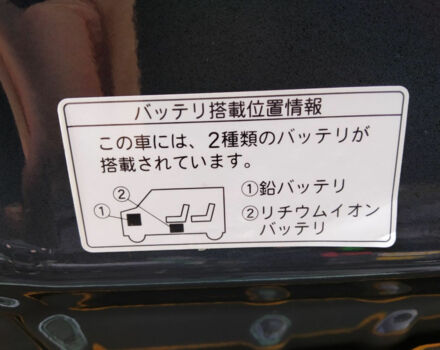 バッテリ搭載位置情報
この車には、2種類のバッテリが
搭載されています。
②
①
①鉛バッテリ
②リチウムイオン
バッテリ